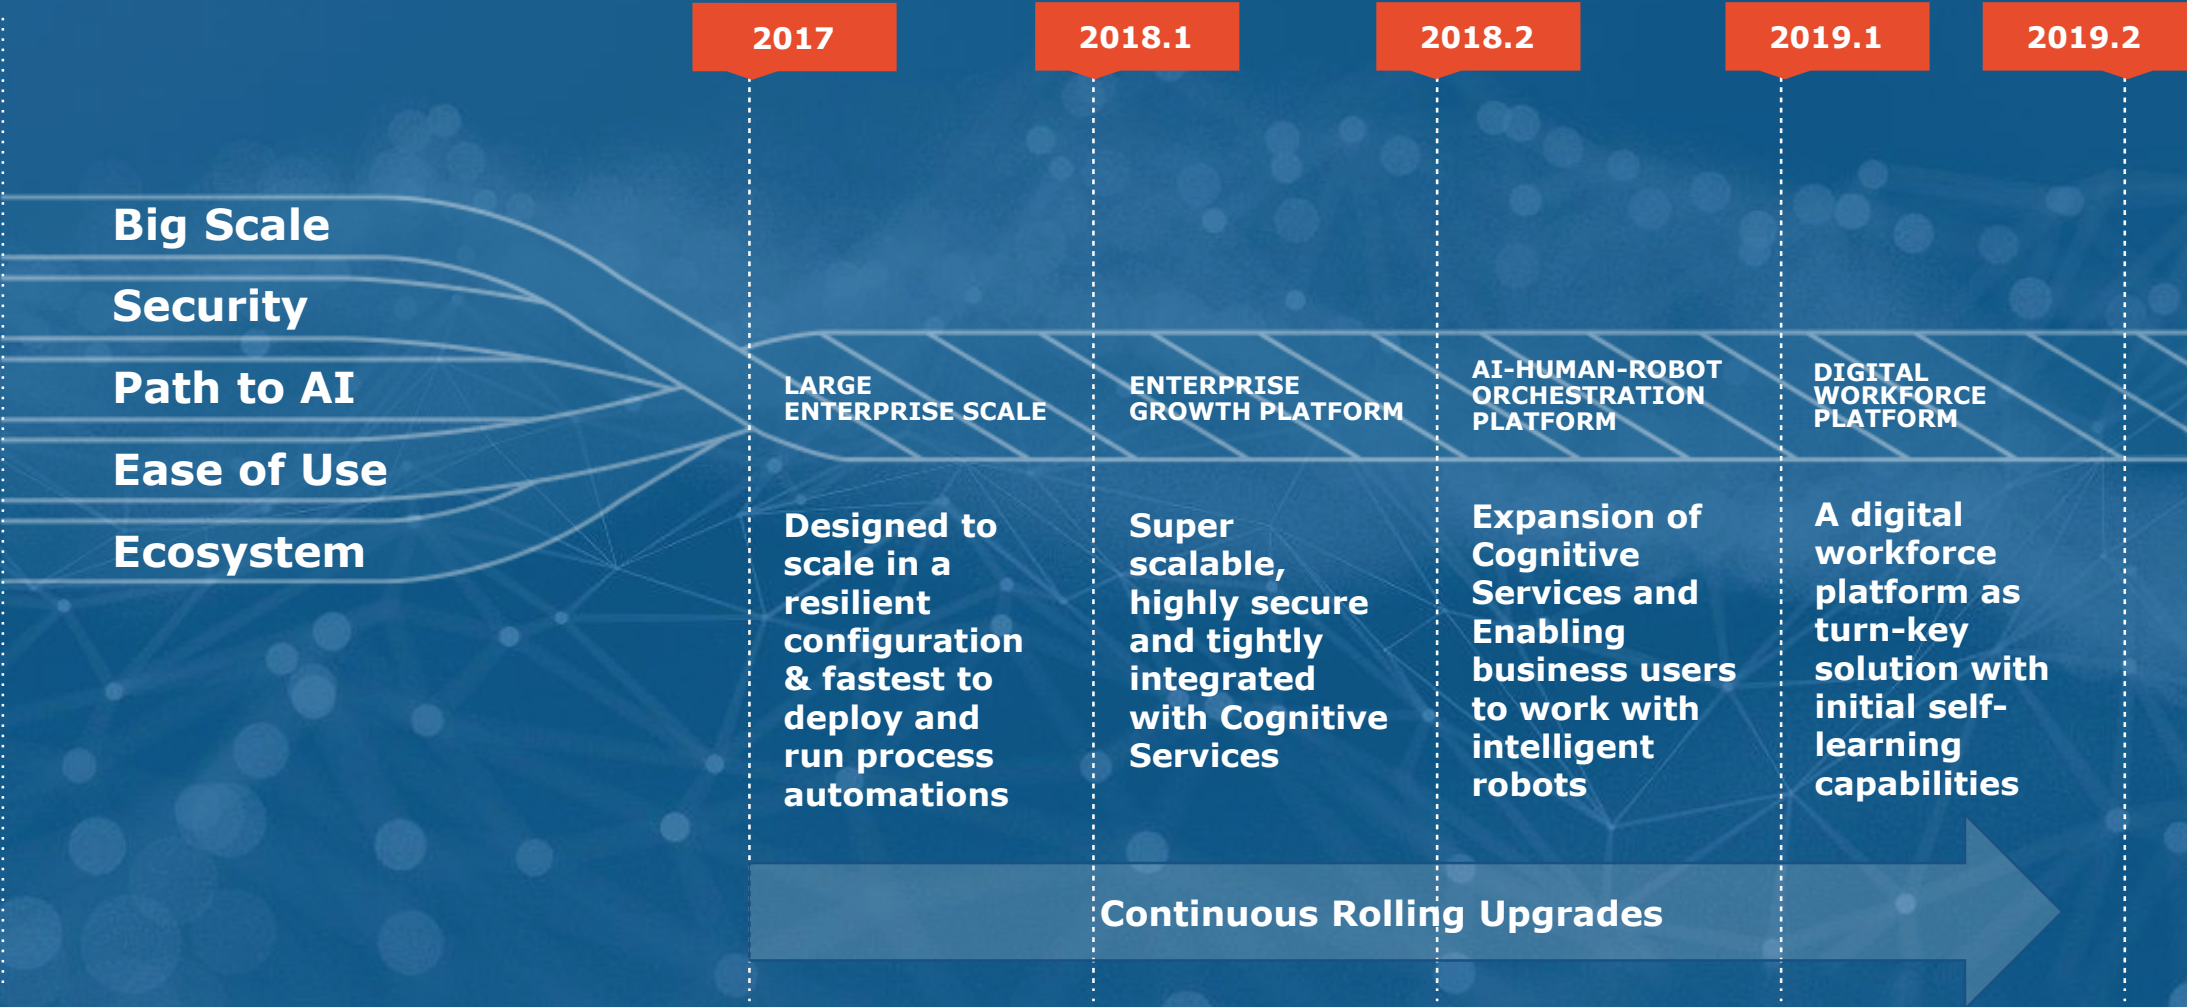 2017
2018.1
2018.2
2019.1
2019.2
Big Scale
Security
Path to AI
Ease of Use
Ecosystem
LARGE
ENTERPRISE SCALE
Designed to
scale in a
resilient
configuration
& fastest to
deploy and
run process
automations
ENTERPRISE
GROWTH PLATFORM
Super
scalable,
highly secure
and tightly
integrated
with Cognitive
Services
AI-HUMAN-ROBOT
ORCHESTRATION
PLATFORM
Expansion of
Cognitive
Services and
Enabling
business users
to work with
intelligent
robots
DIGITAL
WORKFORCE
PLATFORM
A digital
workforce
platform as
turn-key
solution with
initial self-
learning
capabilities
Continuous Rolling Upgrades